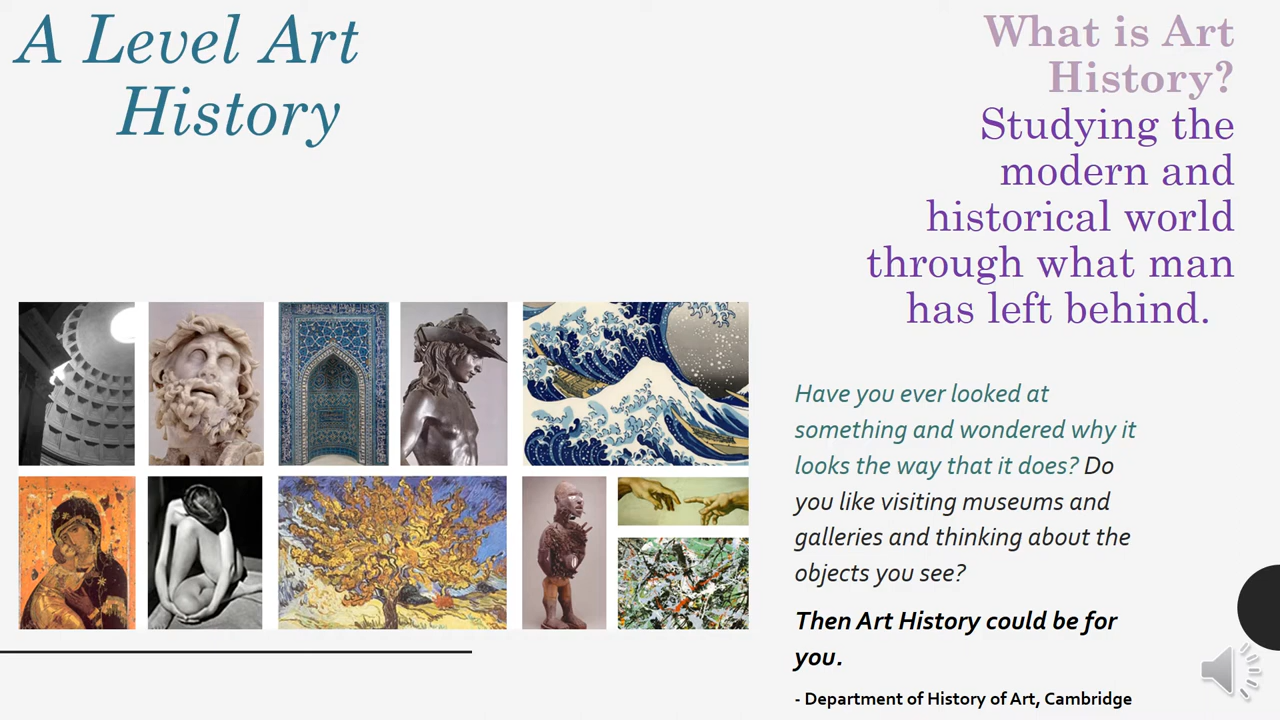 A Level Art
History
What is Art
History?
Studying the
modern and
historical world
through what man
has left behind.
Have you ever looked at
something and wondered why it
looks the way that it does? Do
you like visiting museums and
galleries and thinking about the
objects you see?
Then Art History could be for
you.
- Department of History of Art, Cambridge